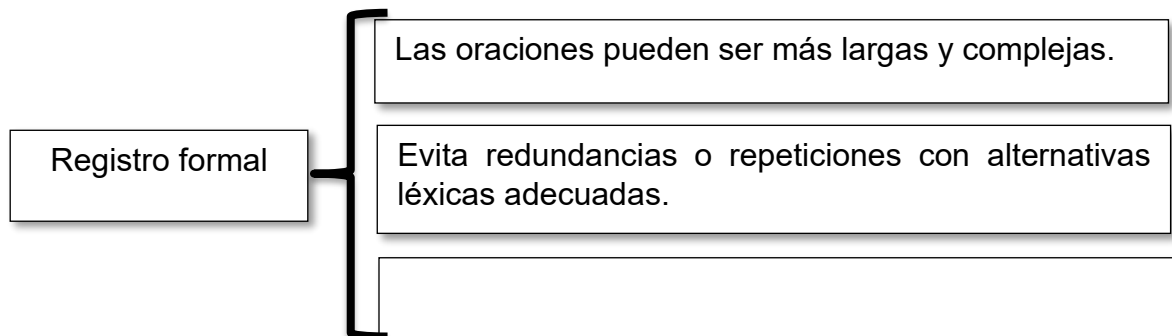 Las oraciones pueden ser más largas y complejas.
Registro formal
Evita redundancias o repeticiones con alternativas
léxicas adecuadas.